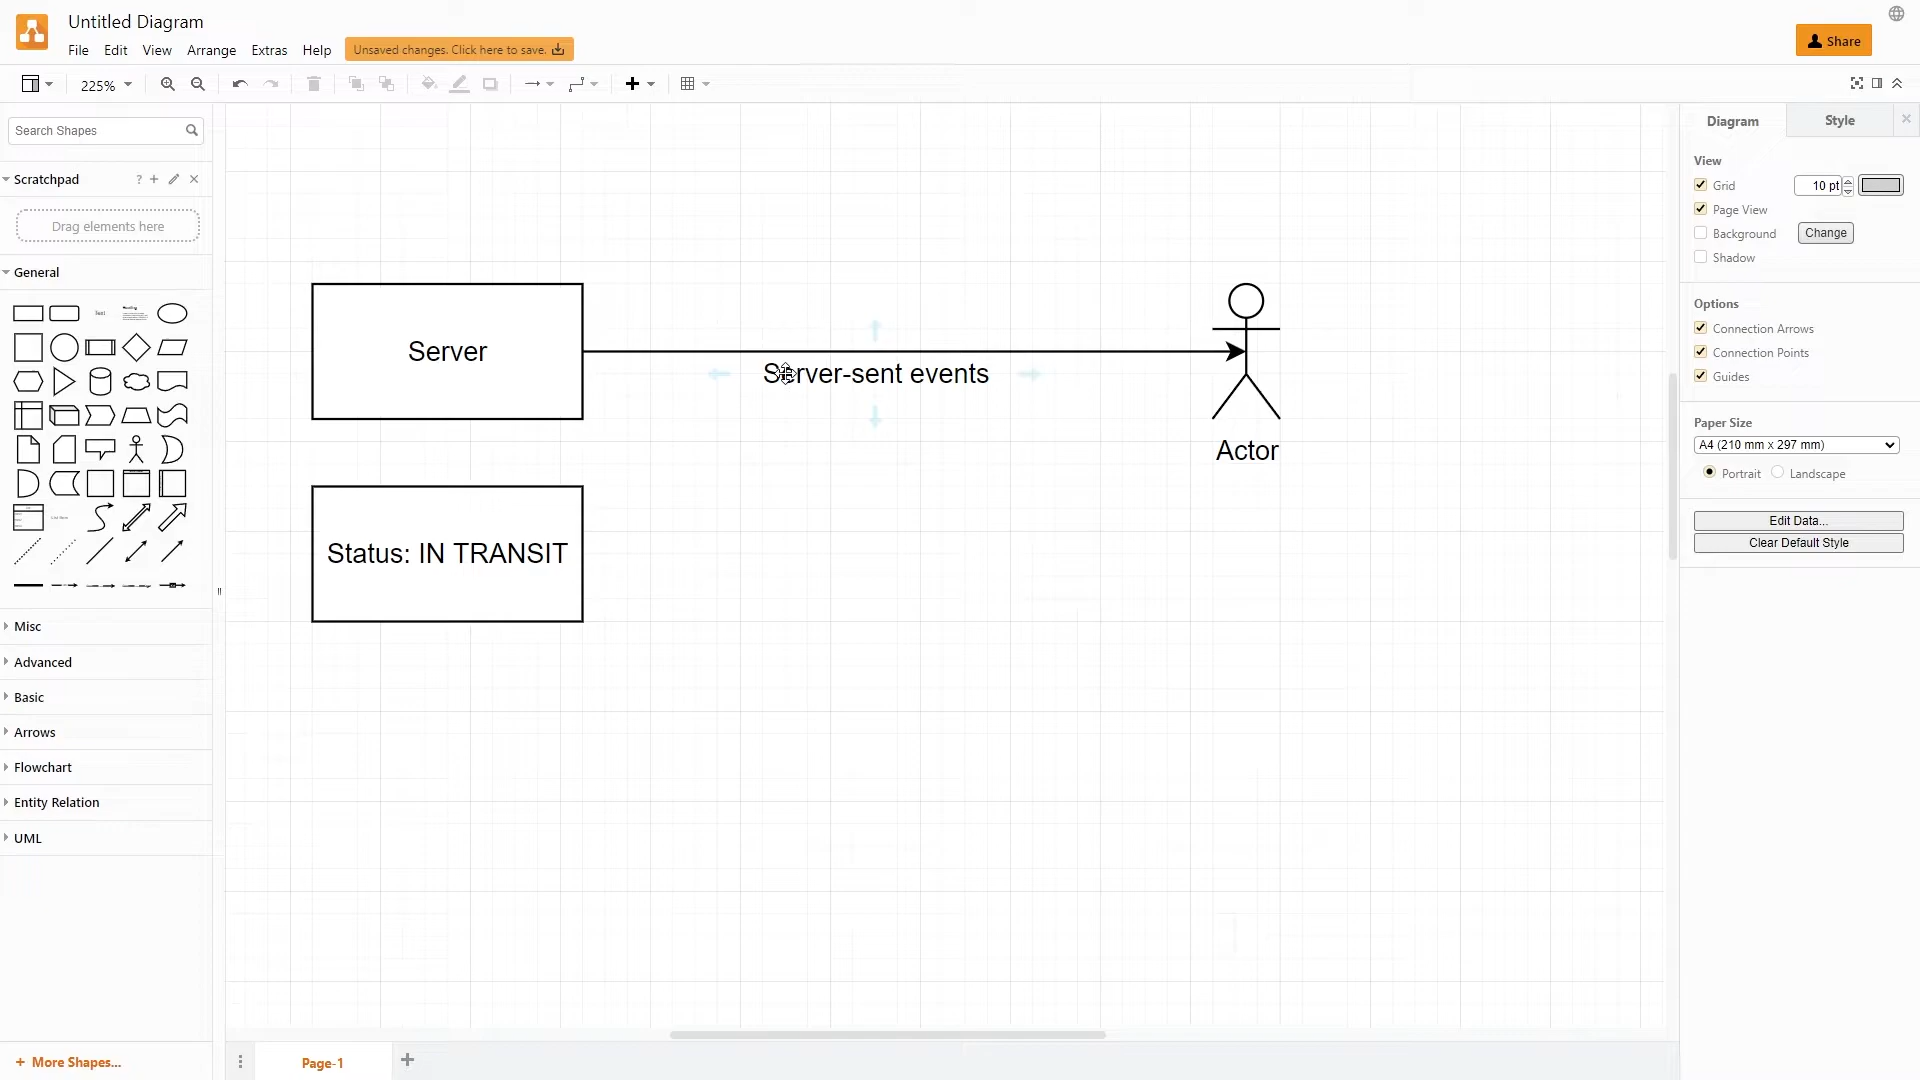 Untitled Diagram
File Edit View Arrange Extras Help Unsaved changes. Click here to save.
Share
225%
Search Shapes
Scratchpad ? + ×
Drag elements here
General
Text
Heading
Misc
Advanced
Basic
Arrows
Flowchart
Entity Relation
UML
+ More Shapes...
Server
Server-sent events
Actor
Status: IN TRANSIT
Page-1
Diagram Style
View
Grid 10 pt
Page View
Background Change
Shadow
Options
Connection Arrows
Connection Points
Guides
Paper Size
A4 (210 mm x 297 mm)
Portrait Landscape
Edit Data...
Clear Default Style